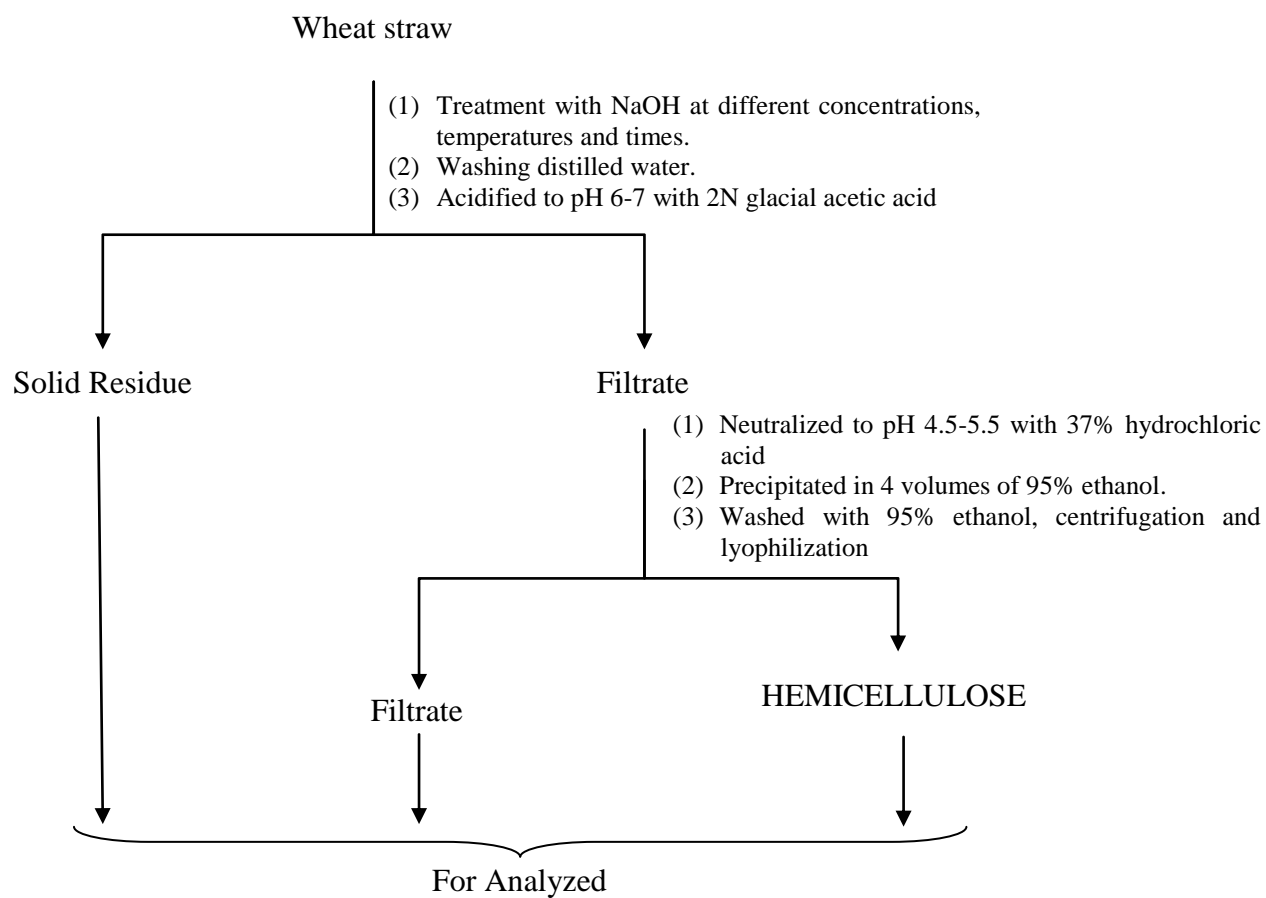 Wheat straw
(1) Treatment with NaOH at different concentrations,
temperatures and times.
(2) Washing distilled water.
(3) Acidified to pH 6-7 with 2N glacial acetic acid
Solid Residue
Filtrate
(1) Neutralized to pH 4.5-5.5 with 37% hydrochloric
acid
(2) Precipitated in 4 volumes of 95% ethanol.
(3) Washed with 95% ethanol, centrifugation and
lyophilization
Filtrate
HEMICELLULOSE
For Analyzed